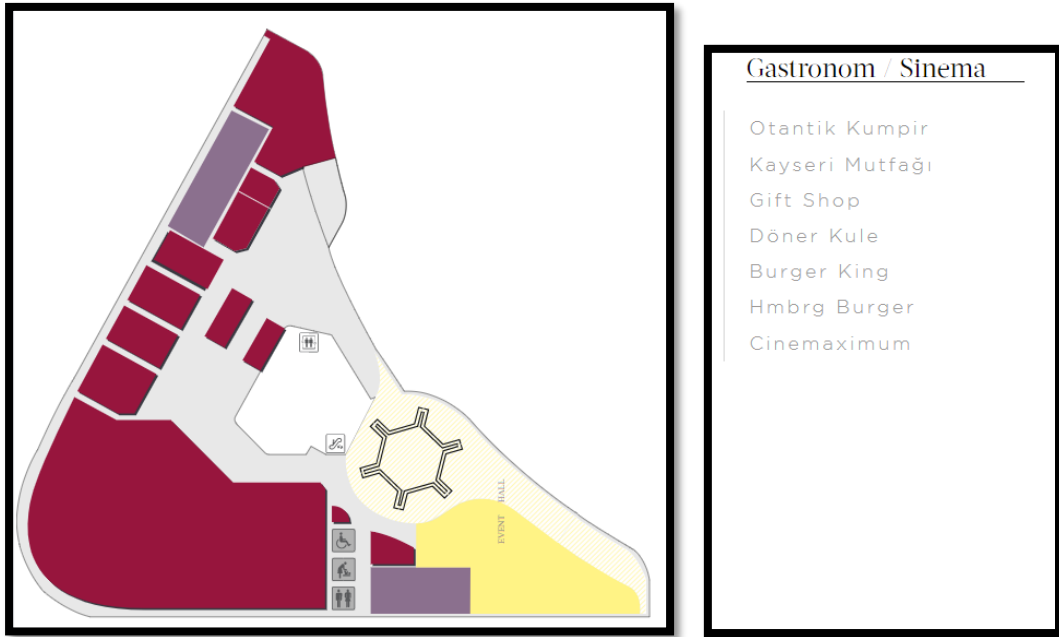 EVENT HALL
Gastronom / Sinema
Otantik Kumpir
Kayseri Mutfağı
Gift Shop
Döner Kule
Burger King
Hmbrg Burger
Cinemaximum